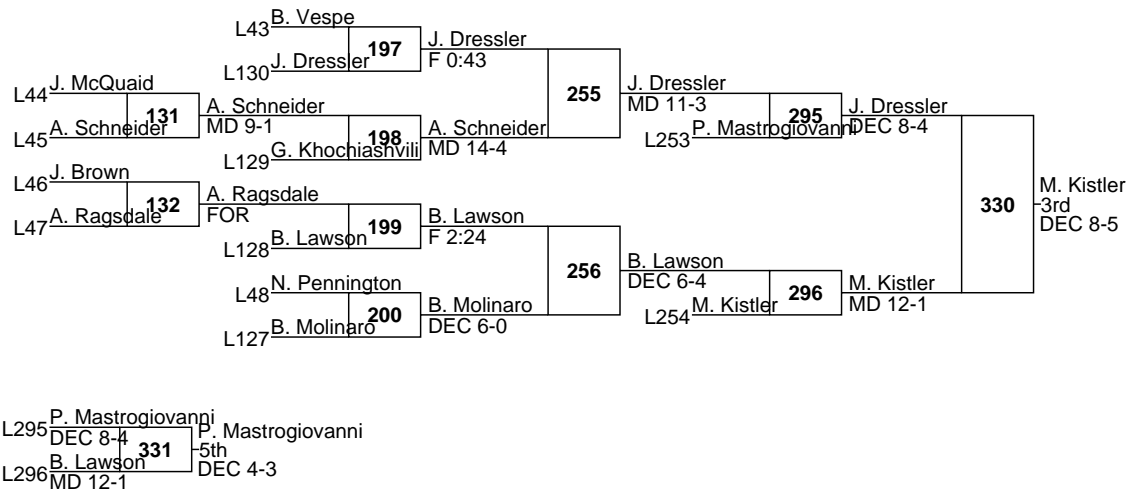 B. Vespe
L43
197
J. Dressler
F 0:43
J. Dressler
L130
J. McQuaid
L44
131
A. Schneider
MD 9-1
A. Schneider
L45
198
A. Schneider
MD 14-4
G. Khochiashvili
L129
255
J. Dressler
MD 11-3
295
J. Dressler
DEC 8-4
P. Mastrogiovanni
L253
J. Brown
L46
132
A. Ragsdale
FOR
A. Ragsdale
L47
199
B. Lawson
F 2:24
B. Lawson
L128
N. Pennington
L48
200
B. Molinaro
DEC 6-0
B. Molinaro
L127
256
B. Lawson
DEC 6-4
296
M. Kistler
MD 12-1
M. Kistler
L254
330
M. Kistler
3rd
DEC 8-5
L295
P. Mastrogiovanni
DEC 8-4
331
P. Mastrogiovanni
5th
DEC 4-3
B. Lawson
L296
MD 12-1